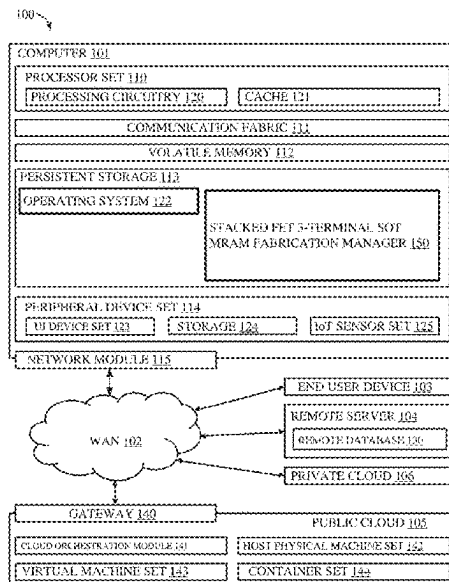 100
COMPUTER 101
PROCESSOR SET 110
PROCESSING CIRCUITRY 120
CACHE 121
COMMUNICATION FABRIC 111
VOLATILE MEMORY 112
PERSISTENT STORAGE 113
OPERATING SYSTEM 122
STACKED FET 3-TERMINAL SOT
MRAM FABRICATION MANAGER 150
PERIPHERAL DEVICE SET 114
UI DEVICE SET 123
STORAGE 124
IoT SENSOR SET 125
NETWORK MODULE 115
WAN 102
END USER DEVICE 103
REMOTE SERVER 104
REMOTE DATABASE 130
PRIVATE CLOUD 106
GATEWAY 140
PUBLIC CLOUD 105
CLOUD ORCHESTRATION MODULE 141
HOST PHYSICAL MACHINE SET 142
VIRTUAL MACHINE SET 143
CONTAINER SET 144